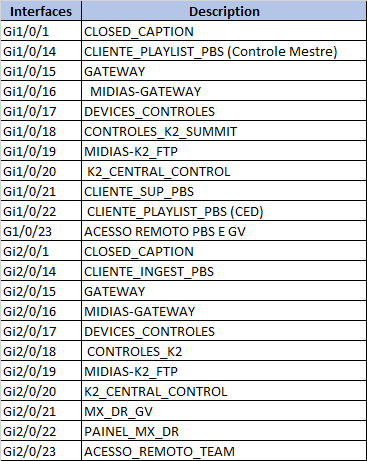 Interfaces Description
Gi1/0/1 CLOSED_CAPTION
Gi1/0/14 CLIENTE_PLAYLIST_PBS (Controle Mestre)
Gi1/0/15 GATEWAY
Gi1/0/16 MIDIAS-GATEWAY
Gi1/0/17 DEVICES_CONTROLES
Gi1/0/18 CONTROLES_K2_SUMMIT
Gi1/0/19 MIDIAS-K2_FTP
Gi1/0/20 K2_CENTRAL_CONTROL
Gi1/0/21 CLIENTE_SUP_PBS
Gi1/0/22 CLIENTE_PLAYLIST_PBS (CED)
G1/0/23 ACESSO REMOTO PBS E GV
Gi2/0/1 CLOSED_CAPTION
Gi2/0/14 CLIENTE_INGEST_PBS
Gi2/0/15 GATEWAY
Gi2/0/16 MIDIAS-GATEWAY
Gi2/0/17 DEVICES_CONTROLES
Gi2/0/18 CONTROLES_K2
Gi2/0/19 MIDIAS-K2_FTP
Gi2/0/20 K2_CENTRAL_CONTROL
Gi2/0/21 MX_DR_GV
Gi2/0/22 PAINEL_MX_DR
Gi2/0/23 ACESSO_REMOTO_TEAM